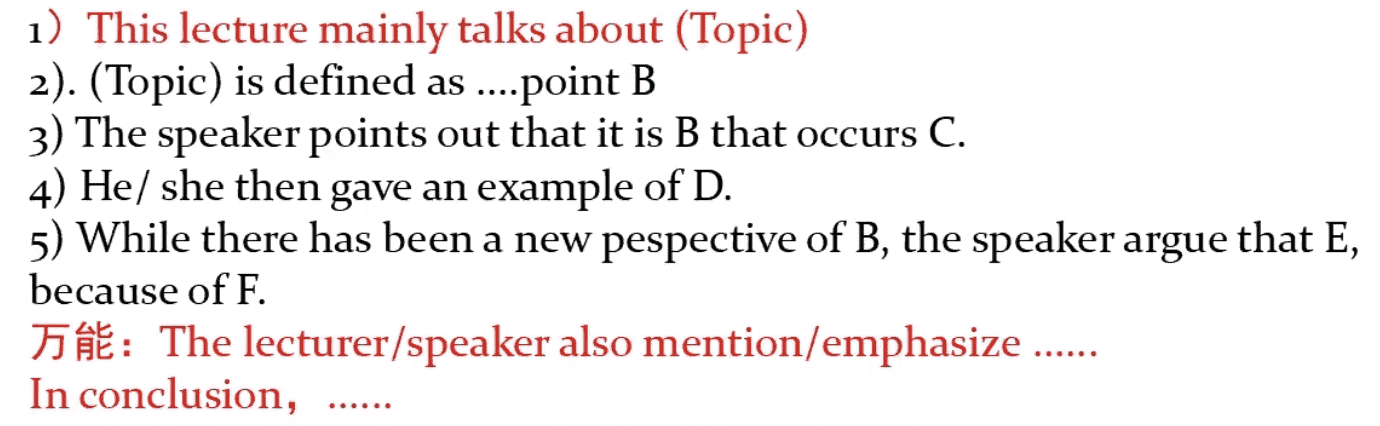 1）This lecture mainly talks about (Topic)
2). (Topic) is defined as ....point B
3) The speaker points out that it is B that occurs C.
4) He/ she then gave an example of D.
5) While there has been a new pespective of B, the speaker argue that E,
because of F.
万能：The lecturer/speaker also mention/emphasize ......
In conclusion，......